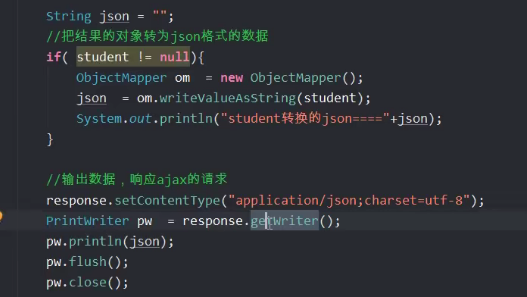 String json = "";
//把结果的对象转为json格式的数据
if( student != null){
ObjectMapper om  = new ObjectMapper();
json  = om.writeValueAsString(student);
System.out.println("student转换的json===="+json);
}
//输出数据，响应ajax的请求
response.setContentType("application/json;charset=utf-8");
PrintWriter pw  = response.getWriter();
pw.println(json);
pw.flush();
pw.close();